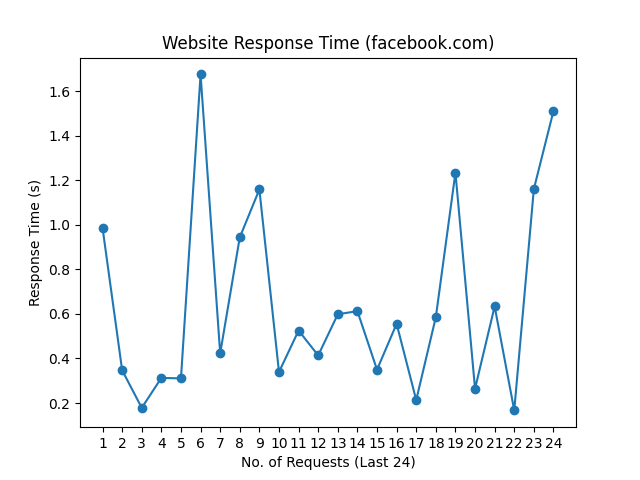 Website Response Time (facebook.com)
1.6
1.4
1.2
1.0
0.8
0.6
0.4
0.2
Response Time (s)
1 2 3 4 5 6 7 8 9 10 11 12 13 14 15 16 17 18 19 20 21 22 23 24
No. of Requests (Last 24)